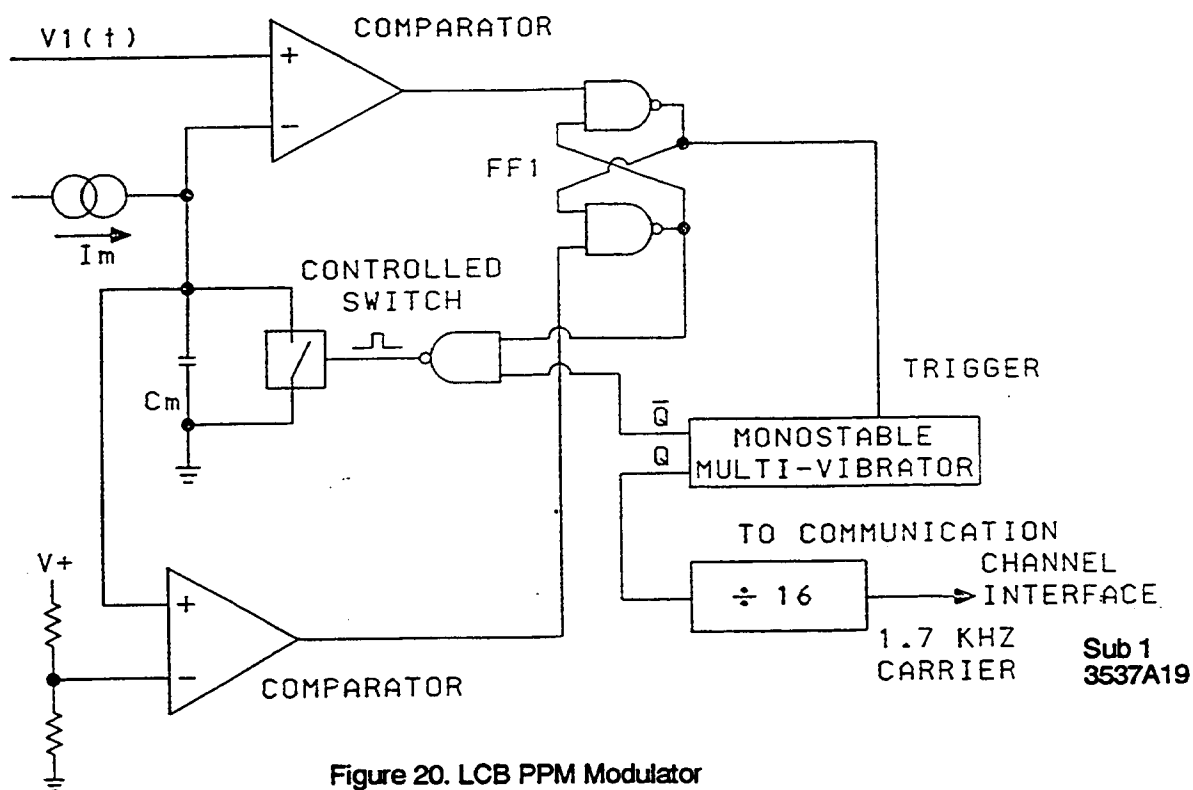 V1(t)
COMPARATOR
+
−
FF1
Im
CONTROLLED
SWITCH
Cm
TRIGGER
Q̅
Q
MONOSTABLE
MULTI-VIBRATOR
TO COMMUNICATION
CHANNEL
INTERFACE
÷ 16
1.7 KHZ
CARRIER
Sub 1
3537A19
V+
+
−
COMPARATOR
Figure 20. LCB PPM Modulator